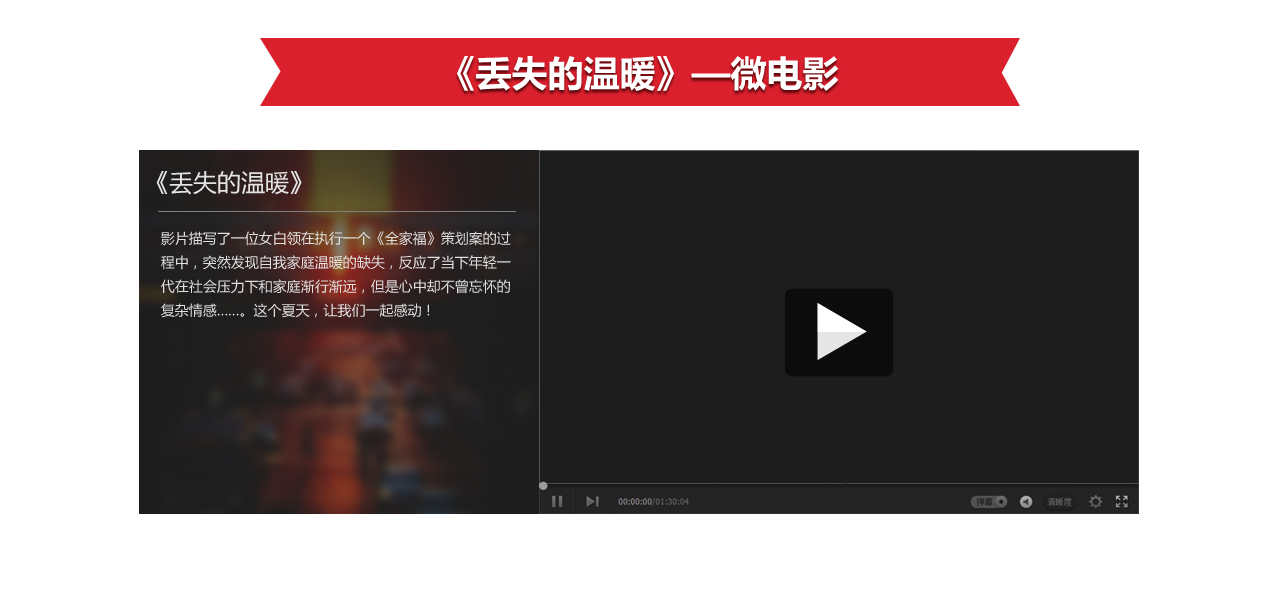 《丢失的温暖》—微电影
《丢失的温暖》
影片描写了一位女白领在执行一个《全家福》策划案的过
程中，突然发现自我家庭温暖的缺失，反应了当下年轻一
代在社会压力下和家庭渐行渐远，但是心中却不曾忘怀的
复杂情感……。这个夏天，让我们一起感动！
00:00:00/01:30:04 弹幕 清晰度